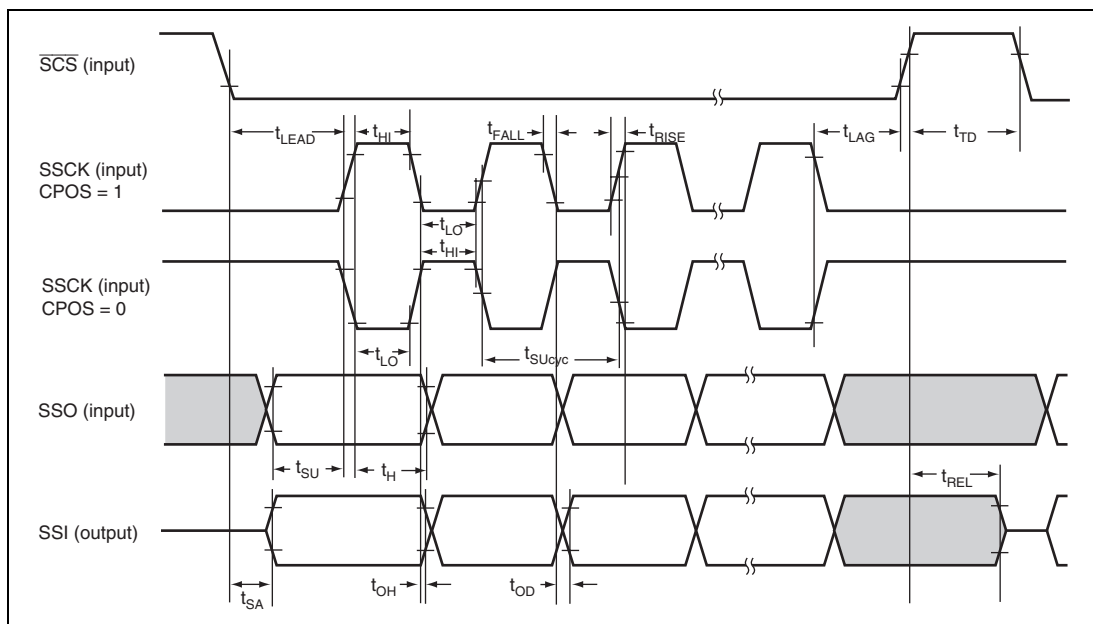 SCS (input)
tLEAD
tHI
tFALL
tRISE
tLAG
tTD
SSCK (input)
CPOS = 1
tLO
tHI
SSCK (input)
CPOS = 0
tLO
tSUcyc
SSO (input)
tSU
tH
tREL
SSI (output)
tSA
tOH
tOD